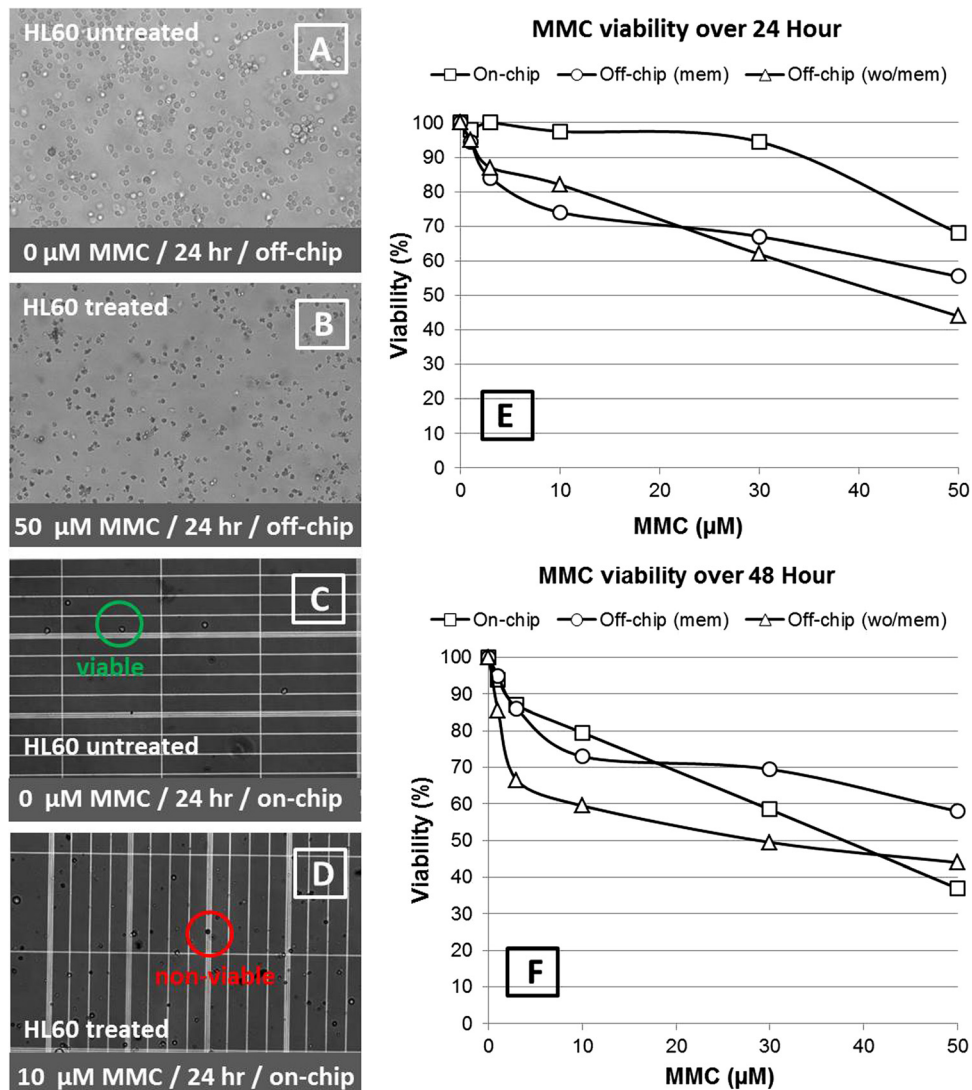 HL60 untreated
A
0 µM MMC / 24 hr / off-chip
HL60 treated
B
50 µM MMC / 24 hr / off-chip
C
viable
HL60 untreated
0 µM MMC / 24 hr / on-chip
D
non-viable
HL60 treated
10 µM MMC / 24 hr / on-chip
MMC viability over 24 Hour
On-chip Off-chip (mem) Off-chip (wo/mem)
Viability (%)
100
90
80
70
60
50
40
30
20
10
0
E
0 10 20 30 40 50
MMC (µM)
MMC viability over 48 Hour
On-chip Off-chip (mem) Off-chip (wo/mem)
Viability (%)
100
90
80
70
60
50
40
30
20
10
0
F
0 10 20 30 40 50
MMC (µM)